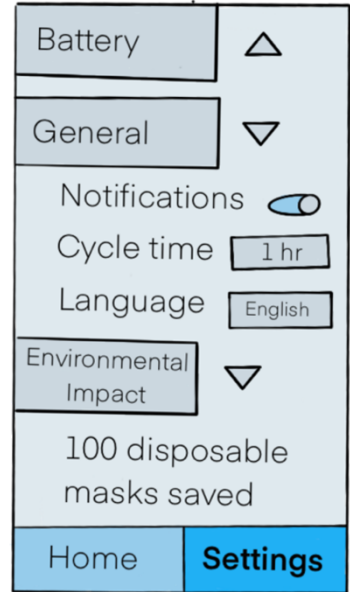 Battery
General
Notifications
Cycle time 1 hr
Language English
Environmental
Impact
100 disposable
masks saved
Home Settings